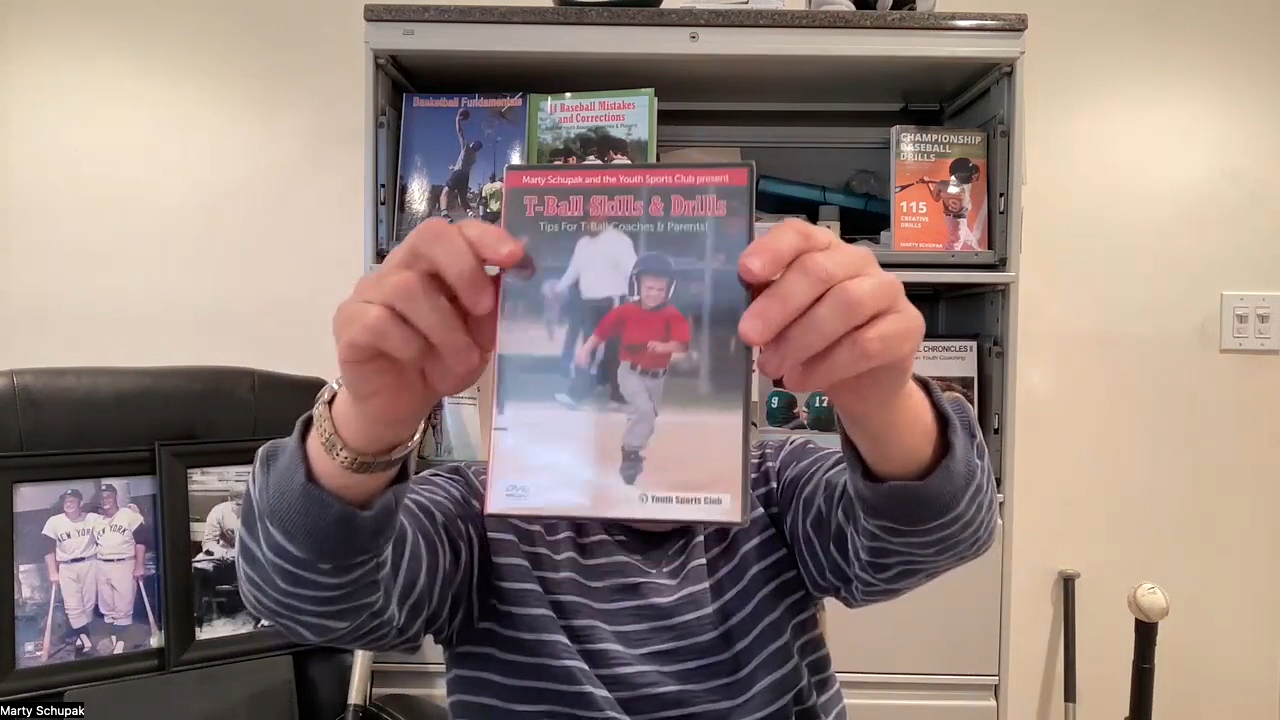 Basketball Fundamentals
11 Baseball Mistakes
and Corrections
CHAMPIONSHIP
BASEBALL
DRILLS
115
CREATIVE
DRILLS
MARTY SCHUPAK
Marty Schupak and the Youth Sports Club present
T-Ball Skills & Drills
Tips For T-Ball Coaches & Parents!
DVD
Youth Sports Club
CHRONICLES II
Youth Coaching
9
17
NEW YORK
Marty Schupak